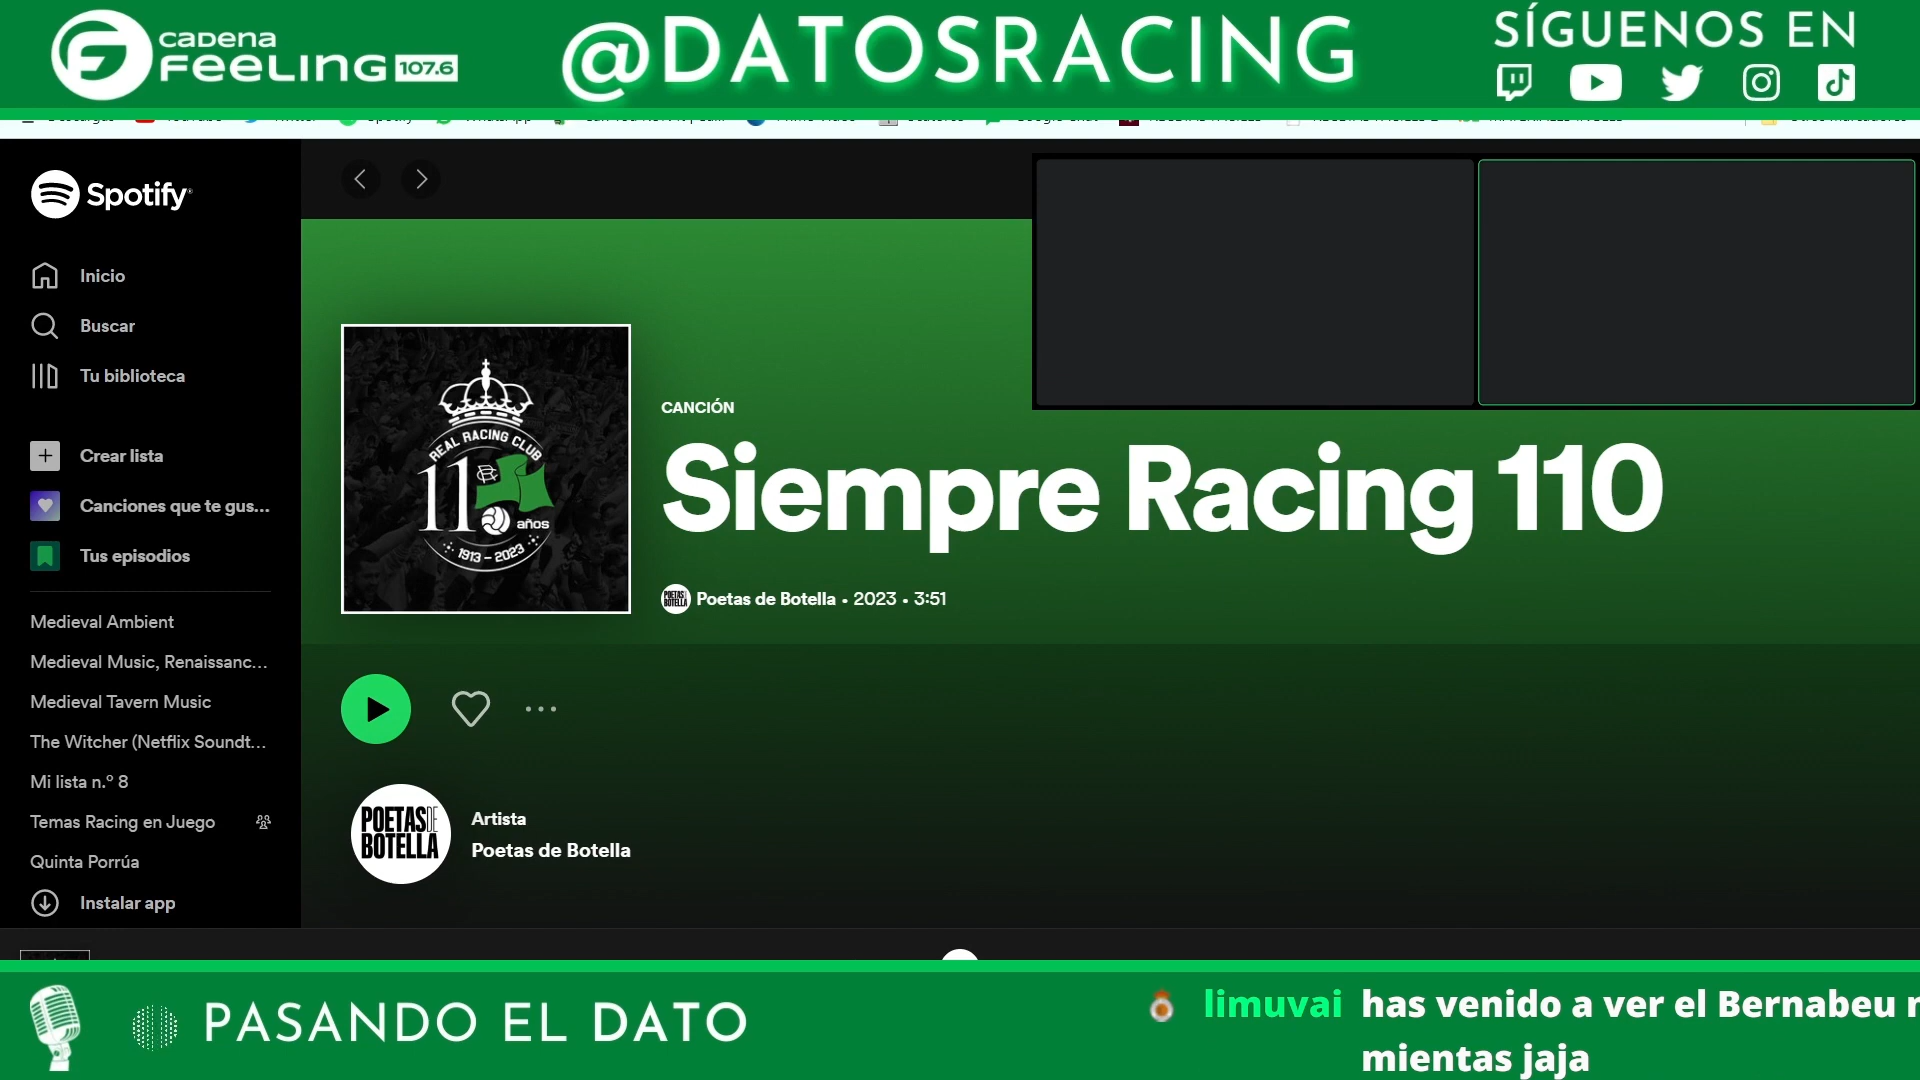 CADENA
FEELING 107.6
@DATOSRACING
SÍGUENOS EN
Spotify
Inicio
Buscar
Tu biblioteca
Crear lista
Canciones que te gus...
Tus episodios
Medieval Ambient
Medieval Music, Renaissanc...
Medieval Tavern Music
The Witcher (Netflix Soundt...
Mi lista n.º 8
Temas Racing en Juego
Quinta Porrúa
Instalar app
REAL RACING CLUB
110
años
1913 – 2023
CANCIÓN
Siempre Racing 110
POETAS DE BOTELLA
Poetas de Botella • 2023 • 3:51
POETAS DE
BOTELLA
Artista
Poetas de Botella
PASANDO EL DATO
limuvai has venido a ver el Bernabeu
mientas jaja